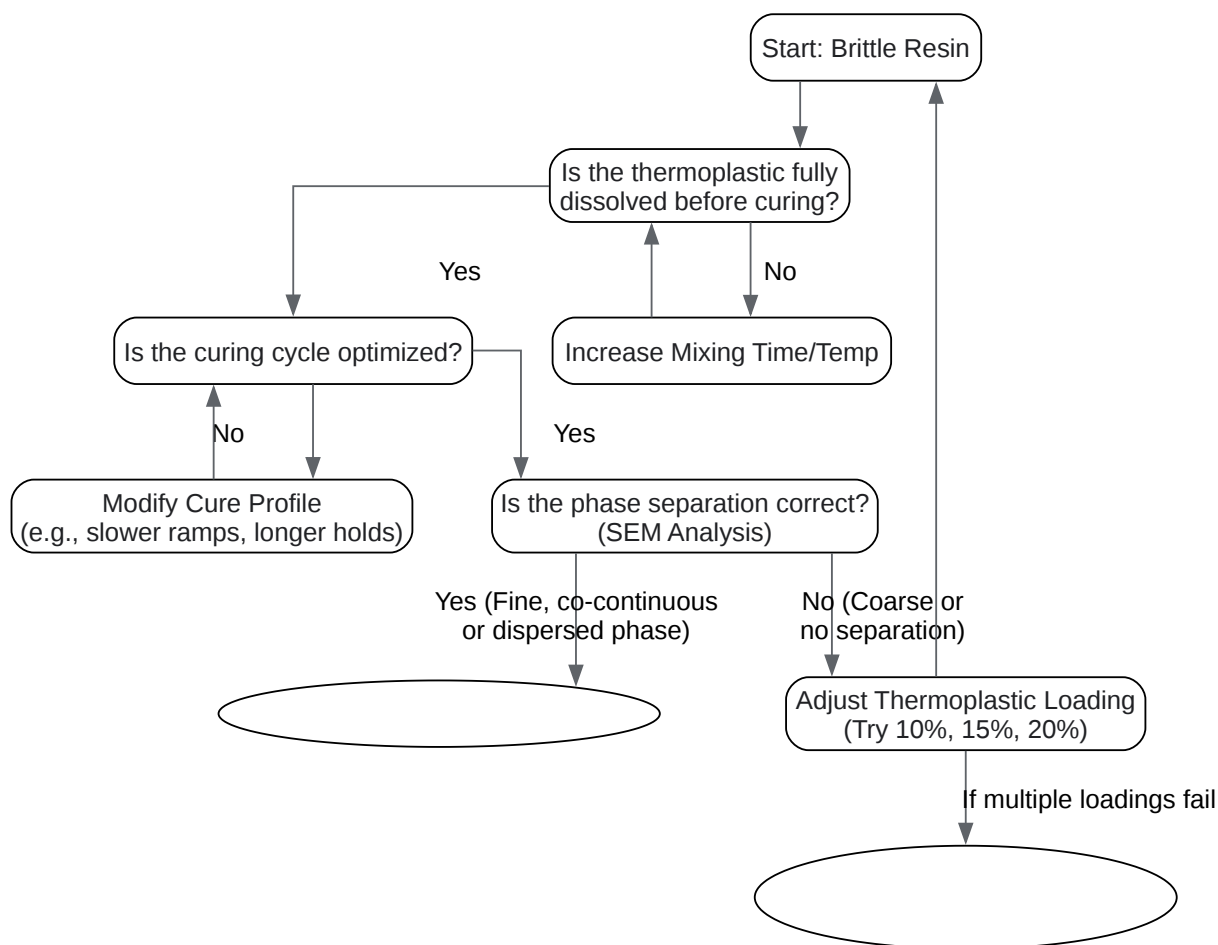 Start: Brittle Resin
Is the thermoplastic fully
dissolved before curing?
Yes
No
Is the curing cycle optimized?
Increase Mixing Time/Temp
No
Yes
Modify Cure Profile
(e.g., slower ramps, longer holds)
Is the phase separation correct?
(SEM Analysis)
Yes (Fine, co-continuous
or dispersed phase)
No (Coarse or
no separation)
Adjust Thermoplastic Loading
(Try 10%, 15%, 20%)
If multiple loadings fail